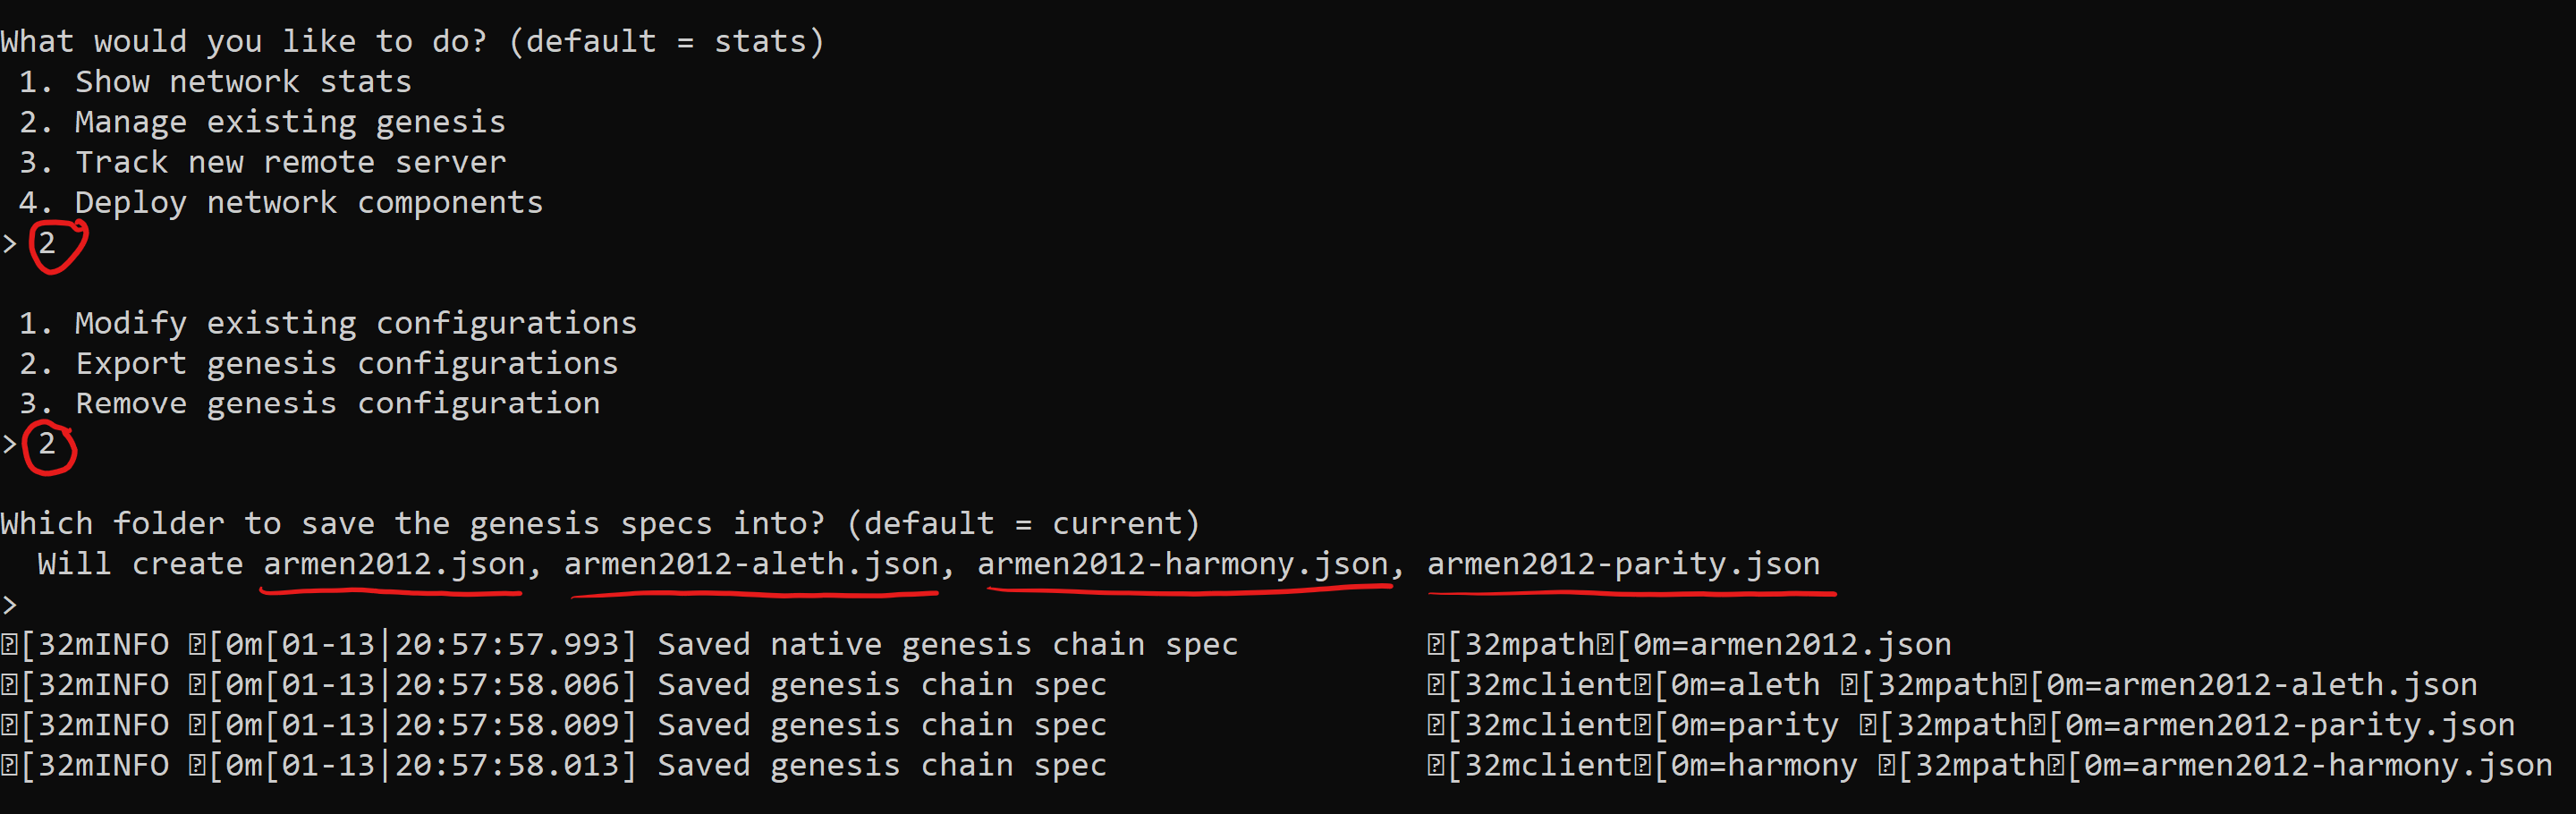 What would you like to do? (default = stats)
 1. Show network stats
 2. Manage existing genesis
 3. Track new remote server
 4. Deploy network components
> 2
 1. Modify existing configurations
 2. Export genesis configurations
 3. Remove genesis configuration
> 2
Which folder to save the genesis specs into? (default = current)
  Will create armen2012.json, armen2012-aleth.json, armen2012-harmony.json, armen2012-parity.json
>
⍰[32mINFO ⍰[0m[01-13|20:57:57.993] Saved native genesis chain spec          ⍰[32mpath⍰[0m=armen2012.json
⍰[32mINFO ⍰[0m[01-13|20:57:58.006] Saved genesis chain spec                 ⍰[32mclient⍰[0m=aleth ⍰[32mpath⍰[0m=armen2012-aleth.json
⍰[32mINFO ⍰[0m[01-13|20:57:58.009] Saved genesis chain spec                 ⍰[32mclient⍰[0m=parity ⍰[32mpath⍰[0m=armen2012-parity.json
⍰[32mINFO ⍰[0m[01-13|20:57:58.013] Saved genesis chain spec                 ⍰[32mclient⍰[0m=harmony ⍰[32mpath⍰[0m=armen2012-harmony.json